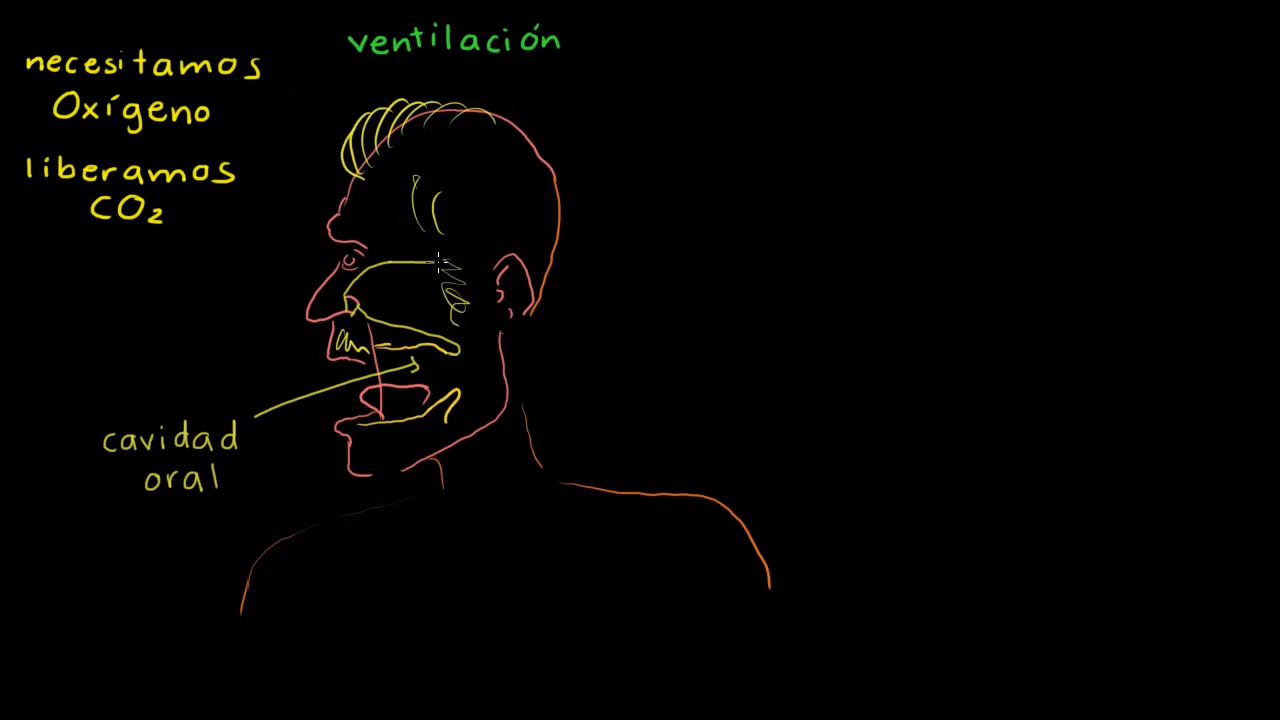 ventilación
necesitamos
Oxígeno
liberamos
CO₂
cavidad
oral